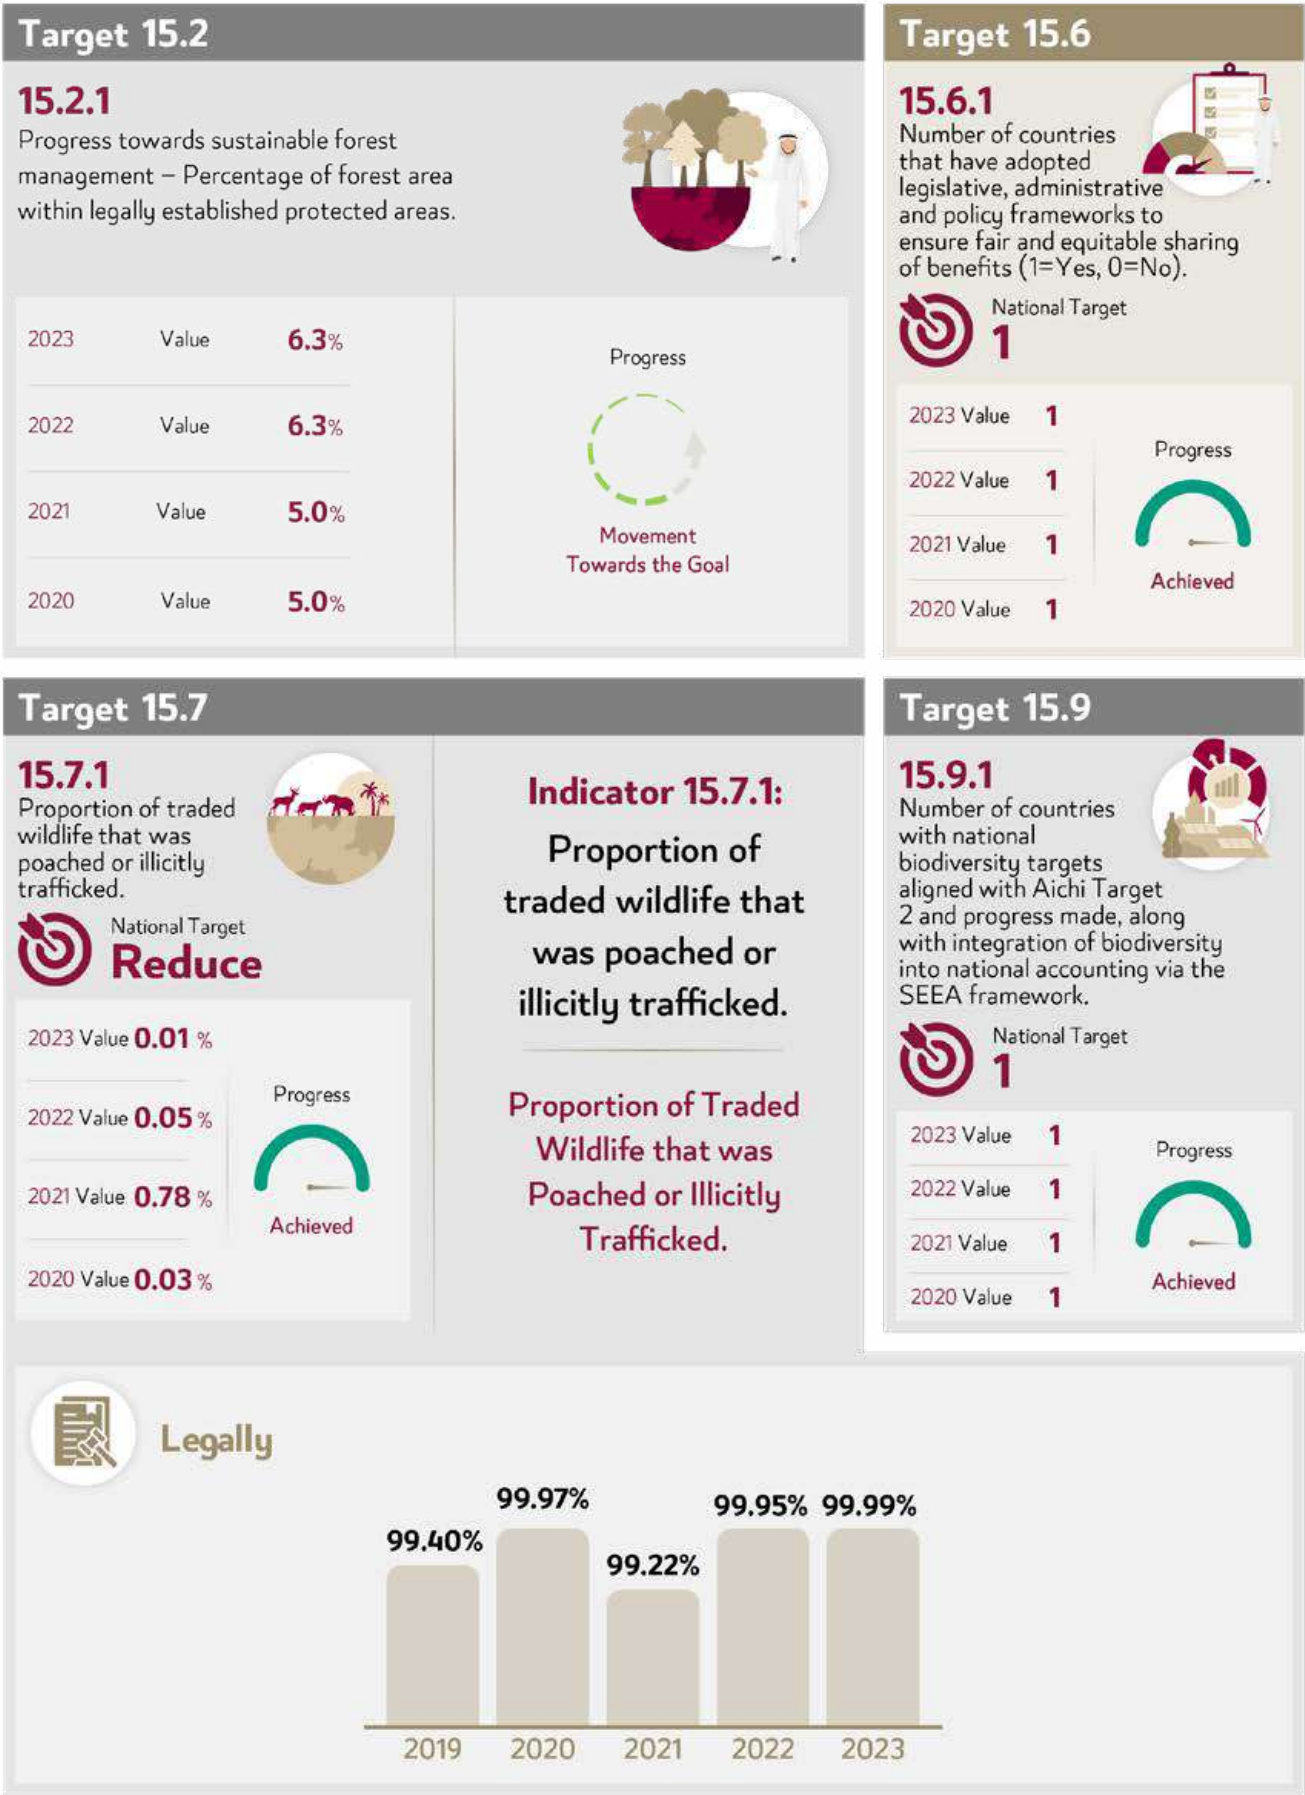 Target 15.2
15.2.1
Progress towards sustainable forest
management – Percentage of forest area
within legally established protected areas.
2023 Value 6.3%
2022 Value 6.3%
2021 Value 5.0%
2020 Value 5.0%
Progress
Movement
Towards the Goal
Target 15.6
15.6.1
Number of countries
that have adopted
legislative, administrative
and policy frameworks to
ensure fair and equitable sharing
of benefits (1=Yes, 0=No).
National Target
1
2023 Value 1
2022 Value 1
2021 Value 1
2020 Value 1
Progress
Achieved
Target 15.7
15.7.1
Proportion of traded
wildlife that was
poached or illicitly
trafficked.
National Target
Reduce
2023 Value 0.01 %
2022 Value 0.05 %
2021 Value 0.78 %
2020 Value 0.03 %
Progress
Achieved
Indicator 15.7.1:
Proportion of
traded wildlife that
was poached or
illicitly trafficked.
Proportion of Traded
Wildlife that was
Poached or Illicitly
Trafficked.
Target 15.9
15.9.1
Number of countries
with national
biodiversity targets
aligned with Aichi Target
2 and progress made, along
with integration of biodiversity
into national accounting via the
SEEA framework.
National Target
1
2023 Value 1
2022 Value 1
2021 Value 1
2020 Value 1
Progress
Achieved
Legally
99.40% 99.97% 99.22% 99.95% 99.99%
2019 2020 2021 2022 2023